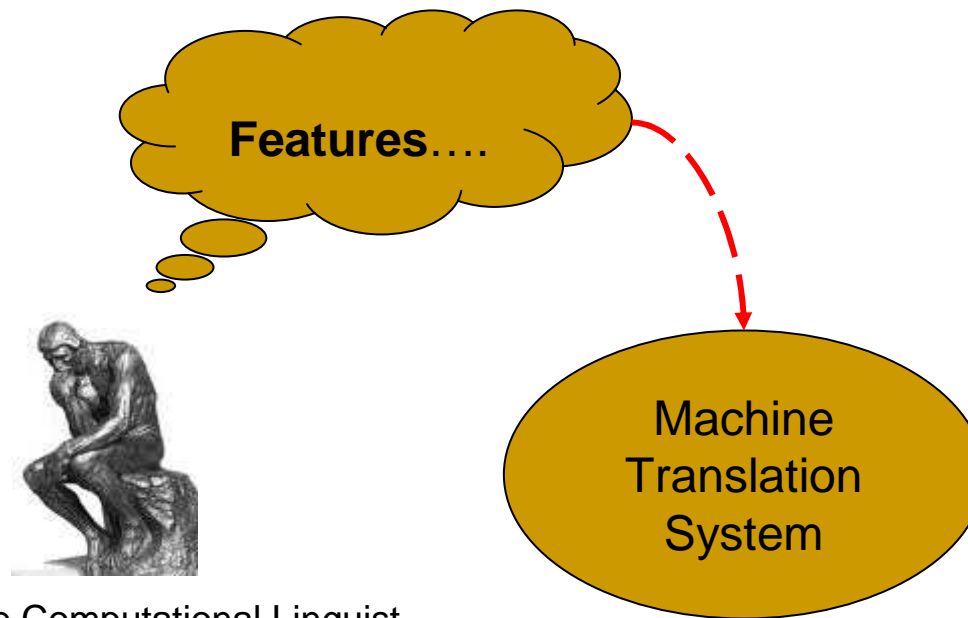 Features….
Machine
Translation
System
Computational Linguist